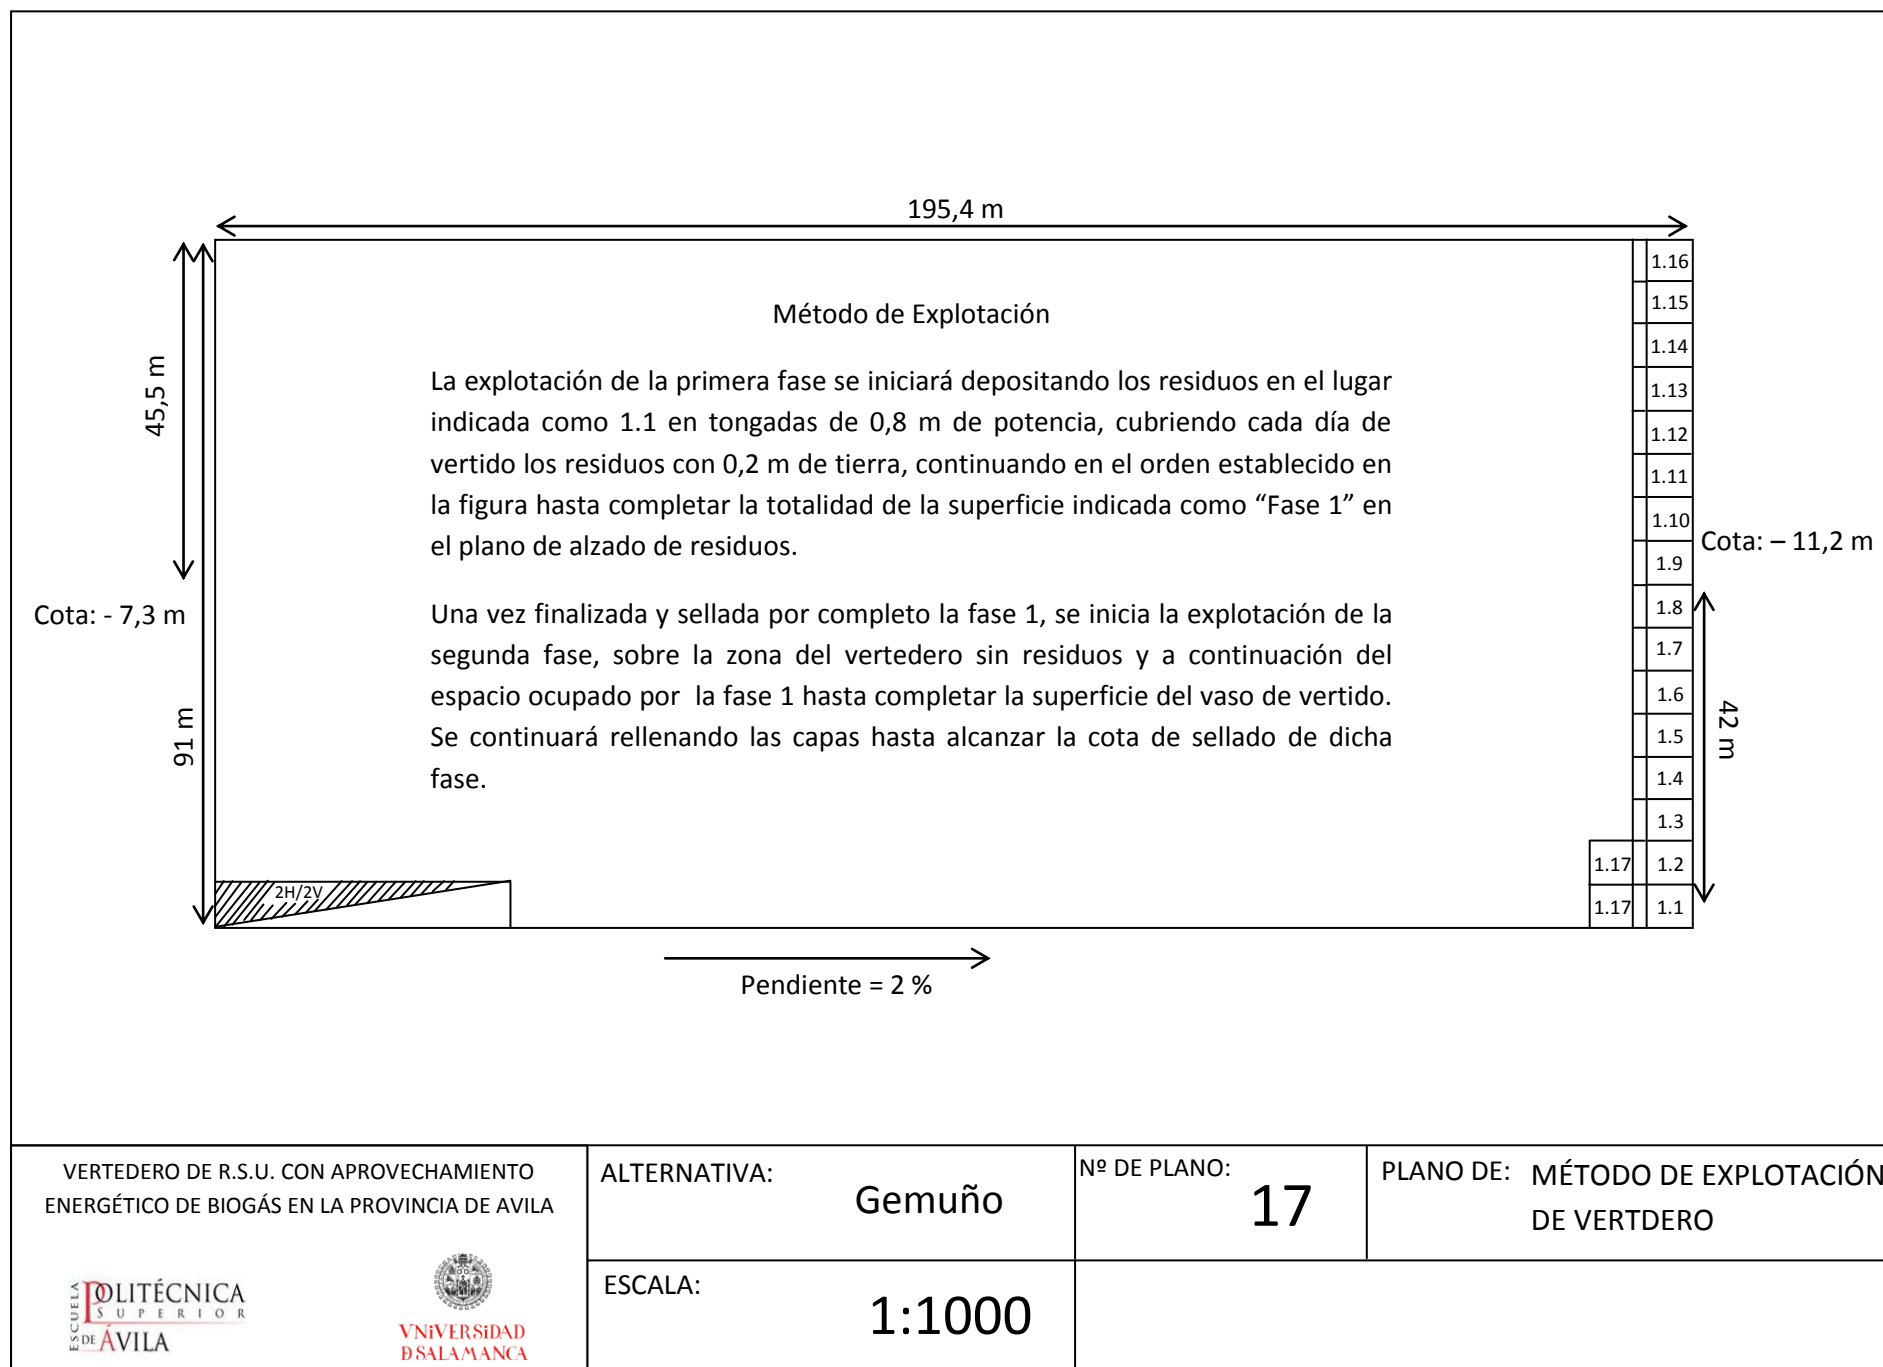 195,4 m
1.16
1.15
Método de Explotación
1.14
45,5 m
La explotación de la primera fase se iniciará depositando los residuos en el lugar
1.13
indicada como 1.1 en tongadas de 0,8 m de potencia, cubriendo cada día de
1.12
vertido los residuos con 0,2 m de tierra, continuando en el orden establecido en
1.11
la figura hasta completar la totalidad de la superficie indicada como “Fase 1” en
1.10
el plano de alzado de residuos.
Cota: – 11,2 m
1.9
Cota: - 7,3 m
Una vez finalizada y sellada por completo la fase 1, se inicia la explotación de la
1.8
segunda fase, sobre la zona del vertedero sin residuos y a continuación del
1.7
espacio ocupado por la fase 1 hasta completar la superficie del vaso de vertido.
1.6
91 m
Se continuará rellenando las capas hasta alcanzar la cota de sellado de dicha
1.5
42 m
fase.
1.4
1.3
1.17 1.2
2H/2V
1.17 1.1
Pendiente = 2 %
VERTEDERO DE R.S.U. CON APROVECHAMIENTO
ENERGÉTICO DE BIOGÁS EN LA PROVINCIA DE AVILA
ESCUELA
POLITÉCNICA
SUPERIOR
DE ÁVILA
VNiVERSiDAD
D SALAMANCA
ALTERNATIVA:
Gemuño
Nº DE PLANO:
17
PLANO DE: MÉTODO DE EXPLOTACIÓN
DE VERTDERO
ESCALA:
1:1000